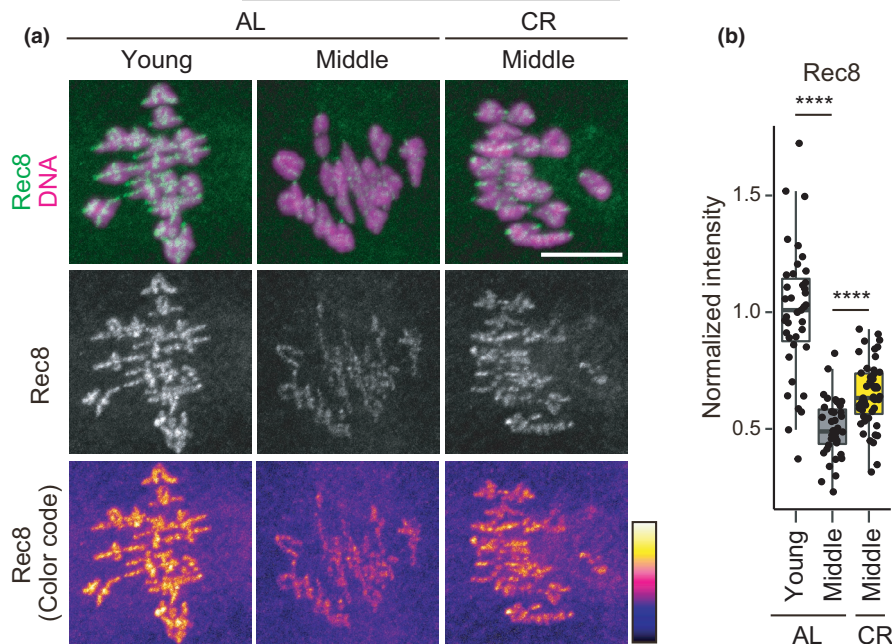 (a)
AL
CR
Young
Middle
Middle
Rec8
DNA
Rec8
Rec8
(Color code)
(b)
Rec8
****
****
Normalized intensity
1.5
1.0
0.5
Young
Middle
Middle
AL
CR